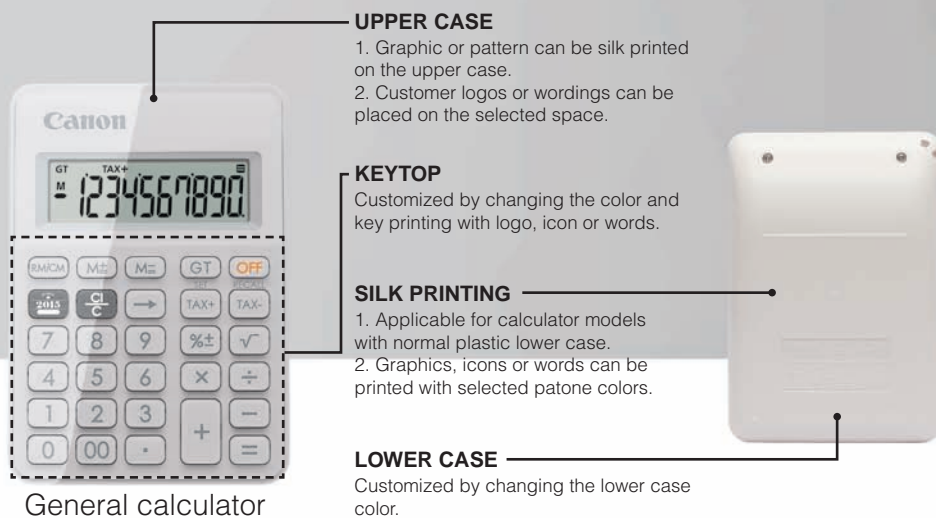 UPPER CASE
1. Graphic or pattern can be silk printed
on the upper case.
2. Customer logos or wordings can be
placed on the selected space.
Canon
GT TAX+
M
- 1234567890.
KEYTOP
Customized by changing the color and
key printing with logo, icon or words.
RM/CM M± M= GT OFF
SET RECALL
2015 CI/C → TAX+ TAX-
7 8 9 %± √
4 5 6 × ÷
1 2 3 + −
0 00 . =
SILK PRINTING
1. Applicable for calculator models
with normal plastic lower case.
2. Graphics, icons or words can be
printed with selected patone colors.
LOWER CASE
Customized by changing the lower case
color.
General calculator